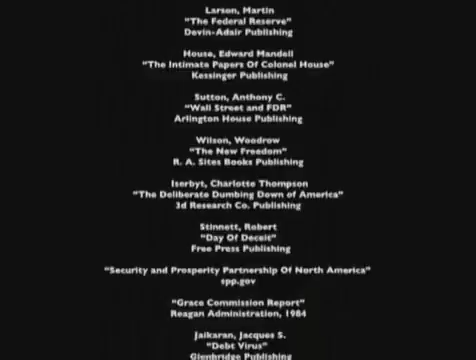 Larson, Martin
"The Federal Reserve"
Devin-Adair Publishing
House, Edward Mandell
"The Intimate Papers Of Colonel House"
Kessinger Publishing
Sutton, Anthony C.
"Wall Street and FDR"
Arlington House Publishing
Wilson, Woodrow
"The New Freedom"
R. A. Sites Books Publishing
Iserbyt, Charlotte Thompson
"The Deliberate Dumbing Down of America"
3d Research Co. Publishing
Stinnett, Robert
"Day Of Deceit"
Free Press Publishing
"Security and Prosperity Partnership Of North America"
spp.gov
"Grace Commission Report"
Reagan Administration, 1984
Jaikaran, Jacques S.
"Debt Virus"
Glenbridge Publishing